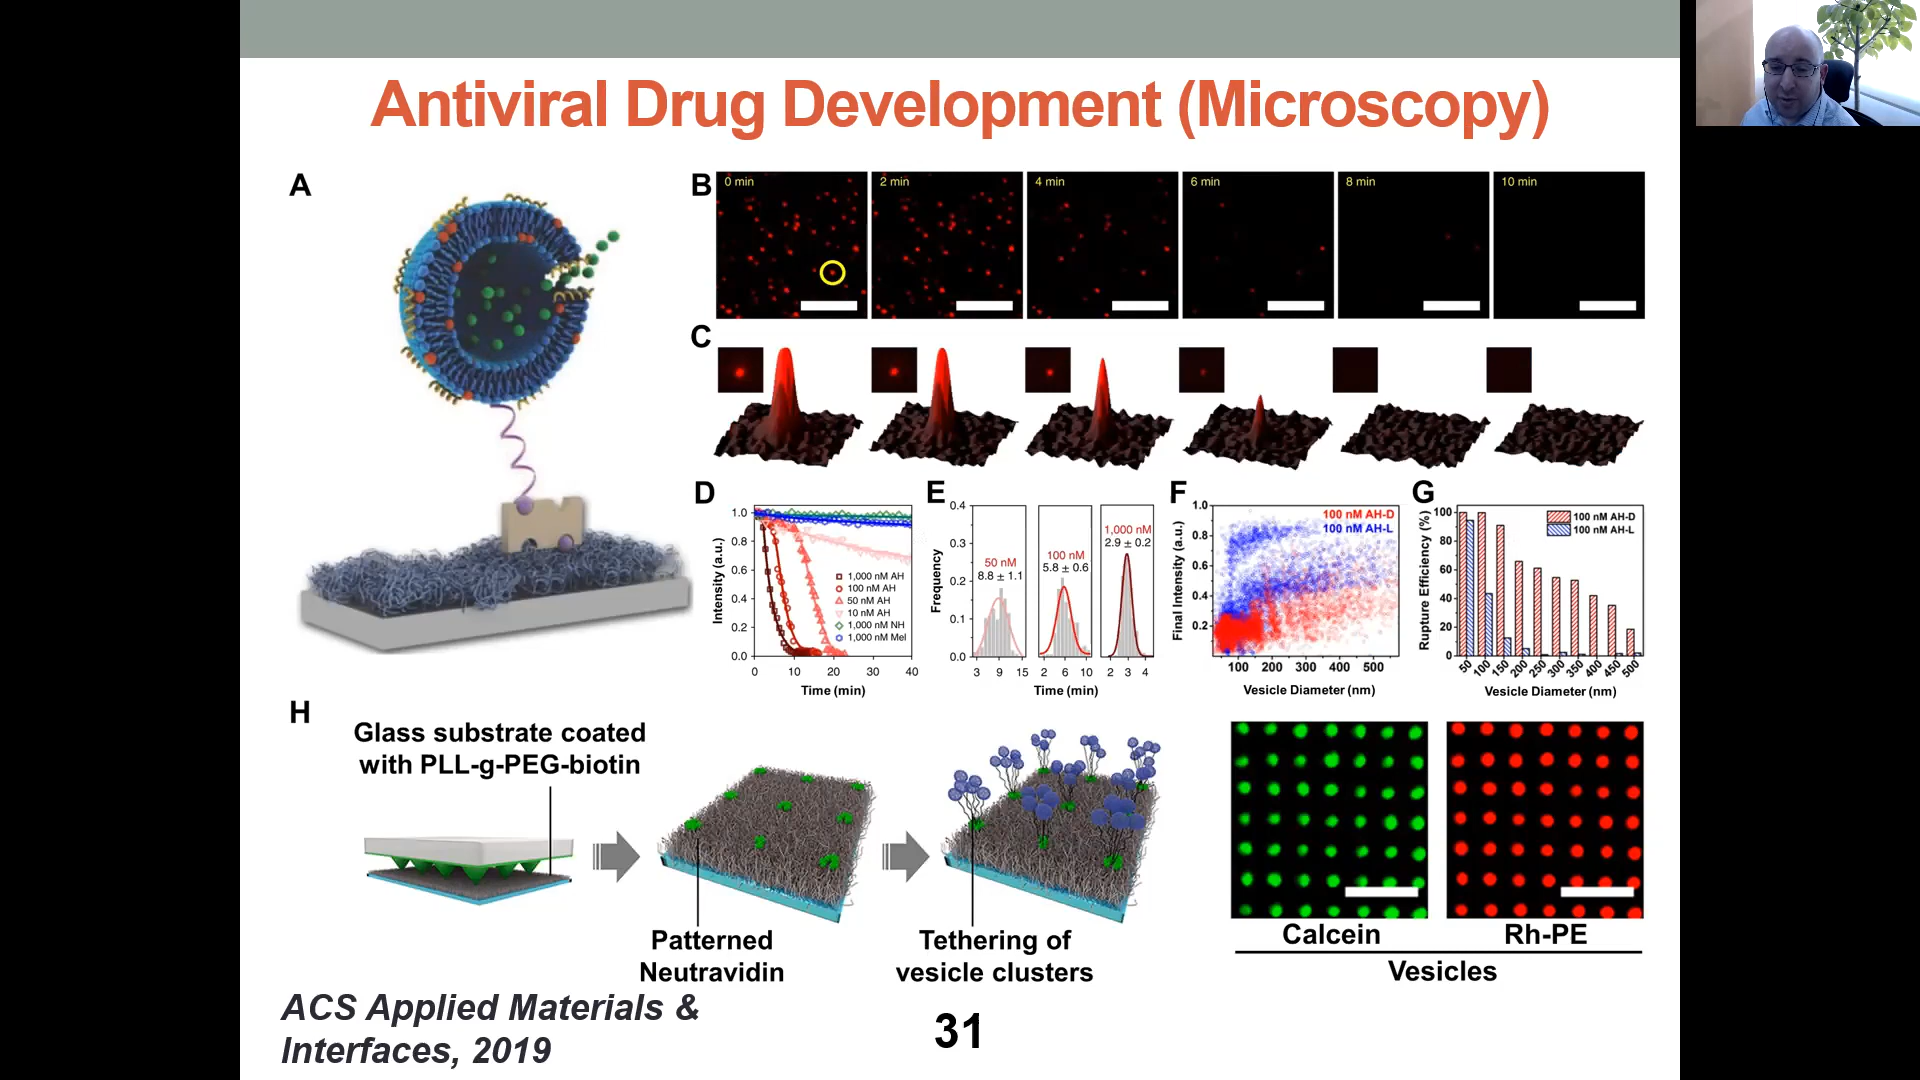 Antiviral Drug Development (Microscopy)
A
B
0 min
2 min
4 min
6 min
8 min
10 min
C
D
1.0
0.8
0.6
0.4
0.2
0.0
Intensity (a.u.)
1,000 nM AH
100 nM AH
50 nM AH
10 nM AH
1,000 nM NH
1,000 nM Mel
0 10 20 30 40
Time (min)
E
0.4
0.3
0.2
0.1
0.0
Frequency
50 nM
8.8 ± 1.1
100 nM
5.8 ± 0.6
1,000 nM
2.9 ± 0.2
3 9 15
2 6 10
2 3 4
Time (min)
F
1.0
0.8
0.6
0.4
0.2
Final Intensity (a.u.)
100 nM AH-D
100 nM AH-L
100 200 300 400 500
Vesicle Diameter (nm)
G
100
80
60
40
20
0
Rupture Efficiency (%)
100 nM AH-D
100 nM AH-L
50 100 150 200 250 300 350 400 450 500
Vesicle Diameter (nm)
H
Glass substrate coated
with PLL-g-PEG-biotin
Patterned
Neutravidin
Tethering of
vesicle clusters
Calcein
Rh-PE
Vesicles
ACS Applied Materials &
Interfaces, 2019
31